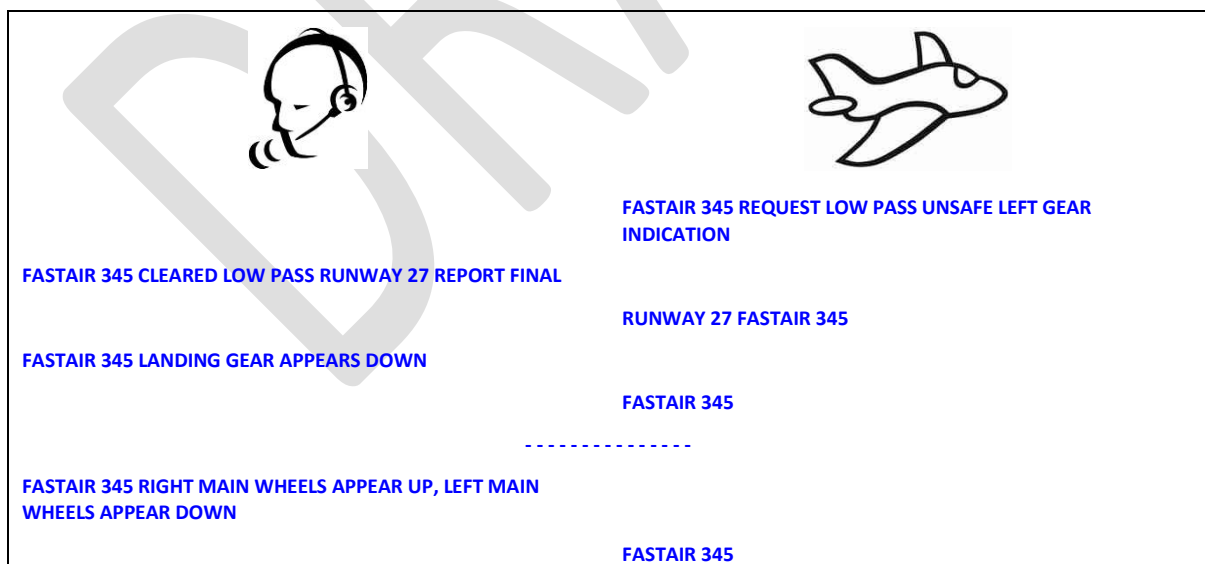 FASTAIR 345 REQUEST LOW PASS UNSAFE LEFT GEAR
INDICATION
FASTAIR 345 CLEARED LOW PASS RUNWAY 27 REPORT FINAL
RUNWAY 27 FASTAIR 345
FASTAIR 345 LANDING GEAR APPEARS DOWN
FASTAIR 345
- - - - - - - - - - - - - - -
FASTAIR 345 RIGHT MAIN WHEELS APPEAR UP, LEFT MAIN
WHEELS APPEAR DOWN
FASTAIR 345